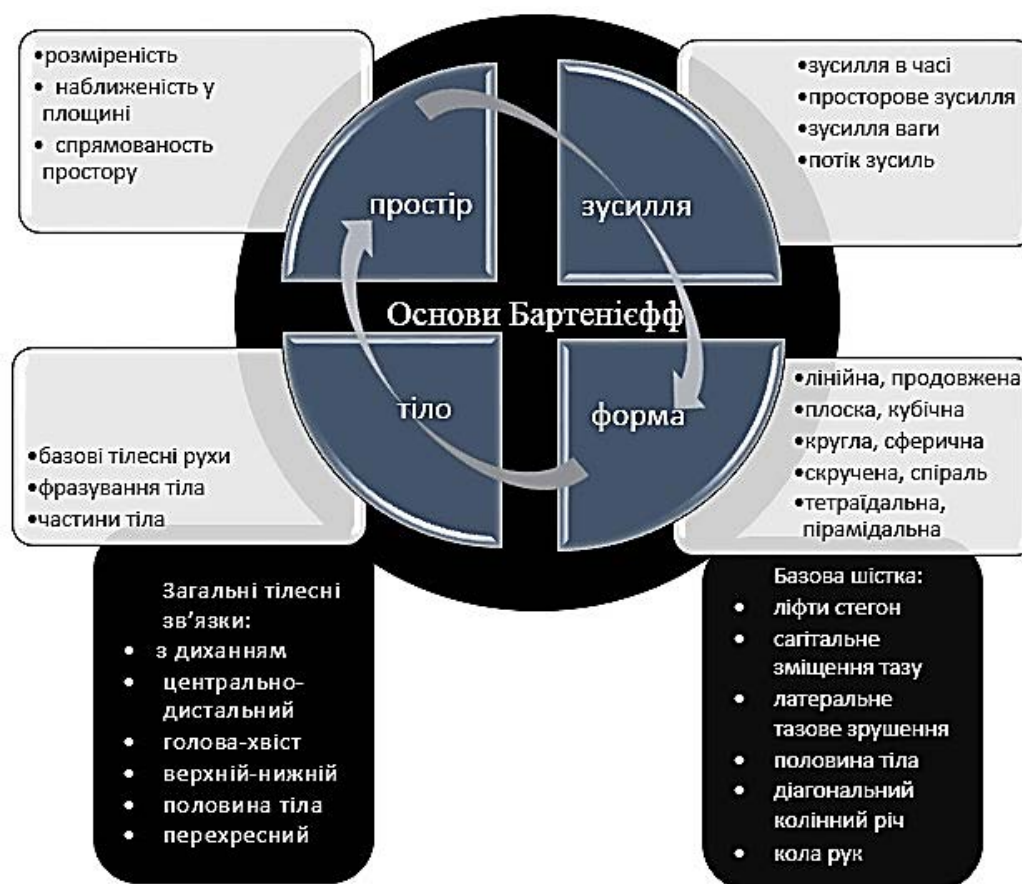 •розміреність
• наближеність у
площині
• спрямованость
простору
•зусилля в часі
•просторове зусилля
•зусилля ваги
•потік зусиль
простір
зусилля
Основи Бартенієфф
тіло
форма
•базові тілесні рухи
•фразування тіла
•частини тіла
•лінійна, продовжена
•плоска, кубічна
•кругла, сферична
•скручена, спіраль
•тетраїдальна,
пірамідальна
Загальні тілесні
зв’язки:
• з диханням
• центрально-
дистальний
• голова-хвіст
• верхній-нижній
• половина тіла
• перехресний
Базова шістка:
• ліфти стегон
• сагітальне
зміщення тазу
• латеральне
тазове зрушення
• половина тіла
• діагональний
колінний річ
• кола рук